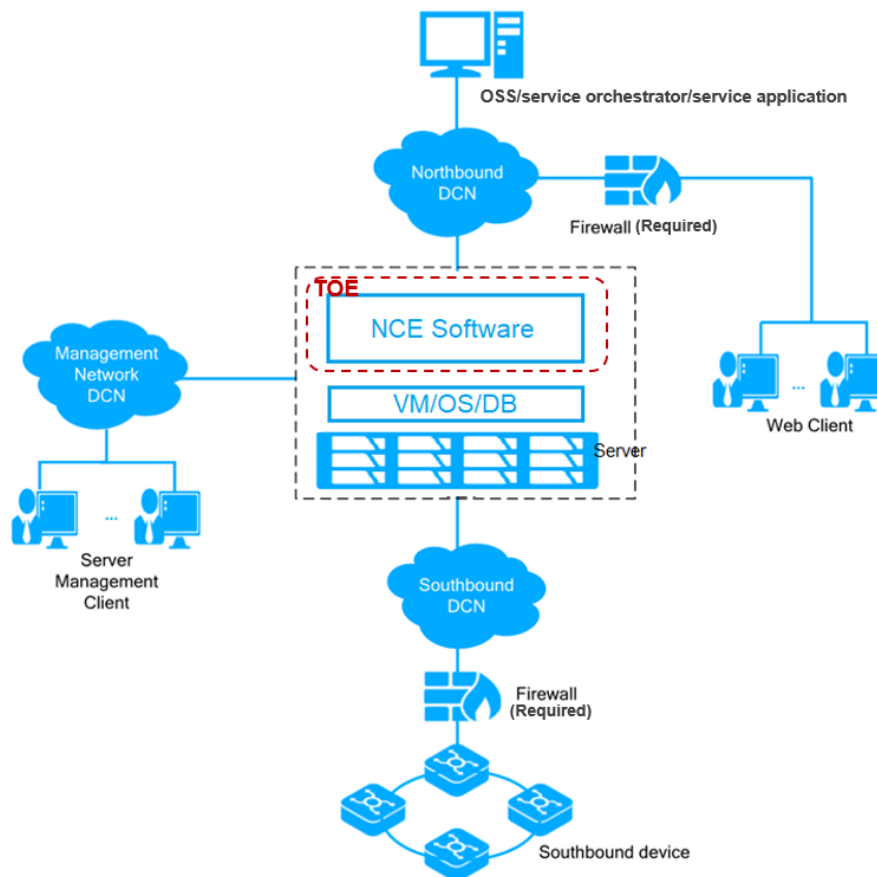 OSS/service orchestrator/service application
Northbound
DCN
Firewall (Required)
TOE
NCE Software
Management
Network
DCN
VM/OS/DB
...
Web Client
Server
...
Server
Management
Client
Southbound
DCN
Firewall
(Required)
Southbound device